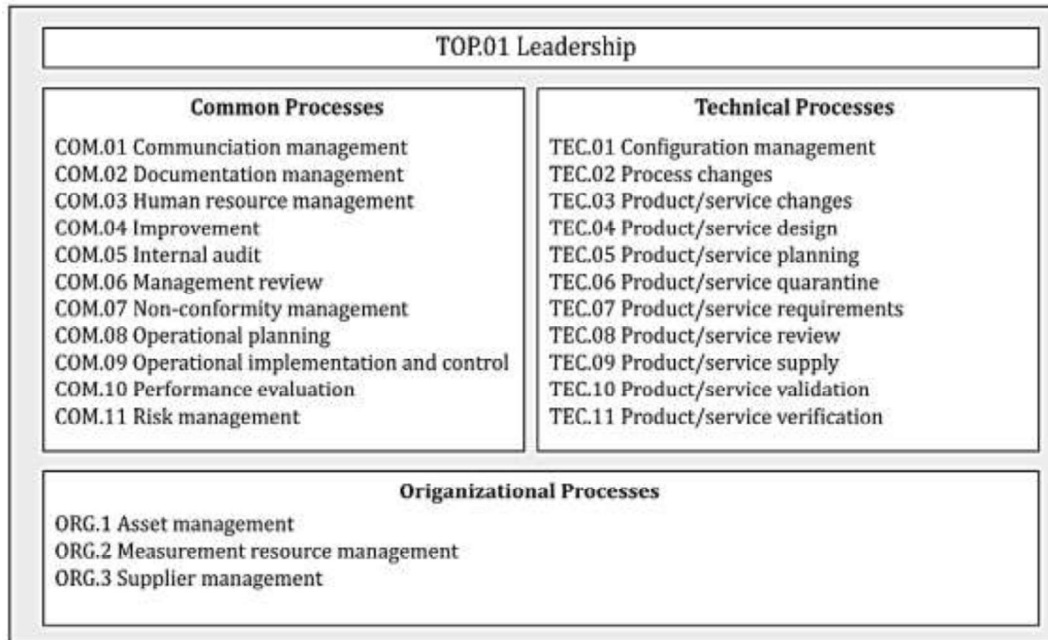 TOP.01 Leadership
Common Processes
COM.01 Communciation management
COM.02 Documentation management
COM.03 Human resource management
COM.04 Improvement
COM.05 Internal audit
COM.06 Management review
COM.07 Non-conformity management
COM.08 Operational planning
COM.09 Operational implementation and control
COM.10 Performance evaluation
COM.11 Risk management
Technical Processes
TEC.01 Configuration management
TEC.02 Process changes
TEC.03 Product/service changes
TEC.04 Product/service design
TEC.05 Product/service planning
TEC.06 Product/service quarantine
TEC.07 Product/service requirements
TEC.08 Product/service review
TEC.09 Product/service supply
TEC.10 Product/service validation
TEC.11 Product/service verification
Origanizational Processes
ORG.1 Asset management
ORG.2 Measurement resource management
ORG.3 Supplier management